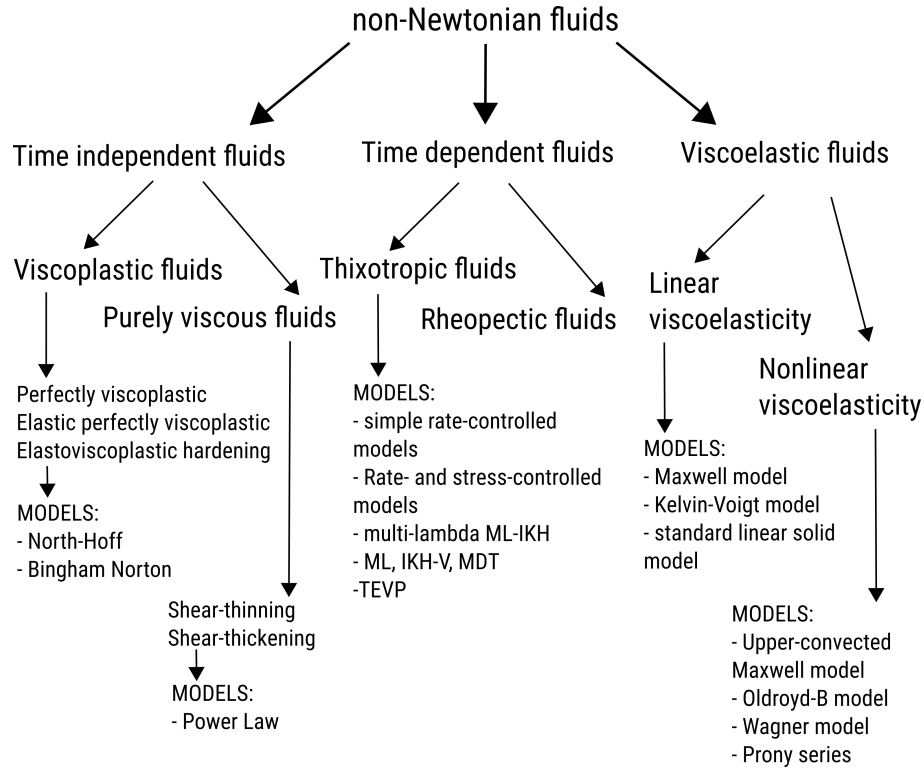 non-Newtonian fluids
Time independent fluids
Time dependent fluids
Viscoelastic fluids
Viscoplastic fluids
Purely viscous fluids
Thixotropic fluids
Rheopectic fluids
Linear
viscoelasticity
Nonlinear
viscoelasticity
Perfectly viscoplastic
Elastic perfectly viscoplastic
Elastoviscoplastic hardening
MODELS:
- North-Hoff
- Bingham Norton
Shear-thinning
Shear-thickening
MODELS:
- Power Law
MODELS:
- simple rate-controlled
models
- Rate- and stress-controlled
models
- multi-lambda ML-IKH
- ML, IKH-V, MDT
-TEVP
MODELS:
- Maxwell model
- Kelvin-Voigt model
- standard linear solid
model
MODELS:
- Upper-convected
Maxwell model
- Oldroyd-B model
- Wagner model
- Prony series